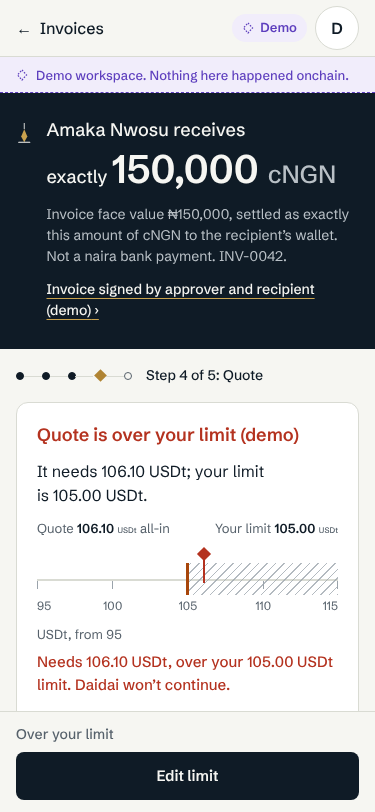 ← Invoices
Demo
D
Demo workspace. Nothing here happened onchain.
Amaka Nwosu receives
exactly 150,000 cNGN
Invoice face value ₦150,000, settled as exactly
this amount of cNGN to the recipient’s wallet.
Not a naira bank payment. INV-0042.
Invoice signed by approver and recipient
(demo) ›
Step 4 of 5: Quote
Quote is over your limit (demo)
It needs 106.10 USDt; your limit
is 105.00 USDt.
Quote 106.10 USDt all-in
Your limit 105.00 USDt
95 100 105 110 115
USDt, from 95
Needs 106.10 USDt, over your 105.00 USDt
limit. Daidai won’t continue.
Over your limit
Edit limit